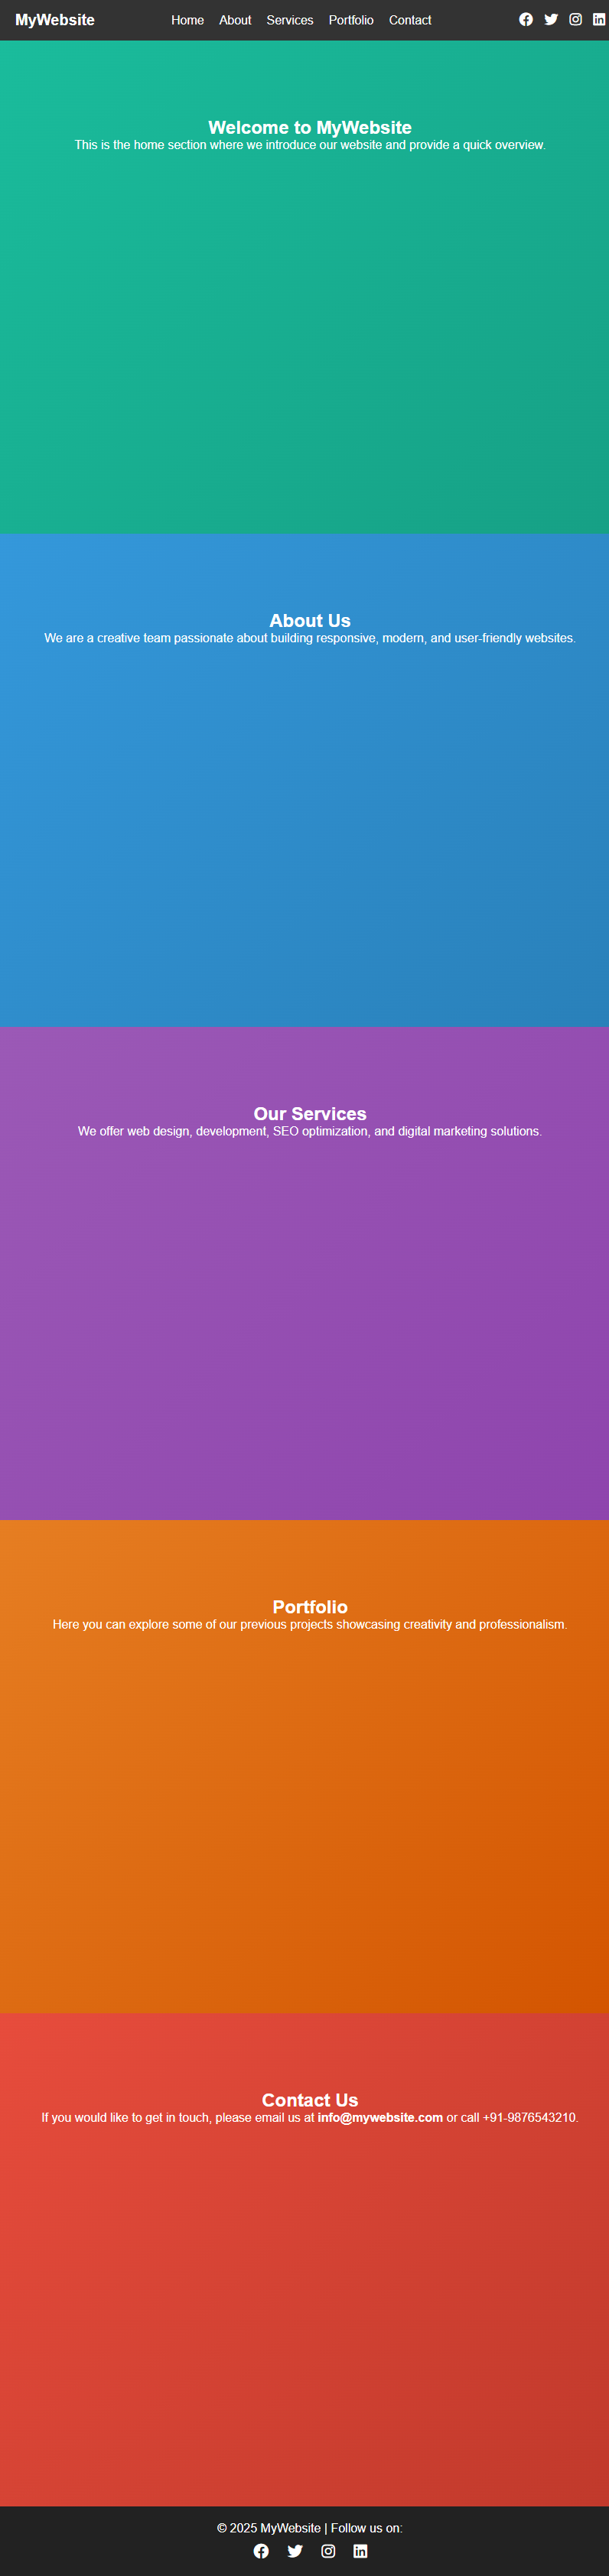 MyWebsite Home About Services Portfolio Contact
Welcome to MyWebsite
This is the home section where we introduce our website and provide a quick overview.
About Us
We are a creative team passionate about building responsive, modern, and user-friendly websites.
Our Services
We offer web design, development, SEO optimization, and digital marketing solutions.
Portfolio
Here you can explore some of our previous projects showcasing creativity and professionalism.
Contact Us
If you would like to get in touch, please email us at info@mywebsite.com or call +91-9876543210.
© 2025 MyWebsite | Follow us on: